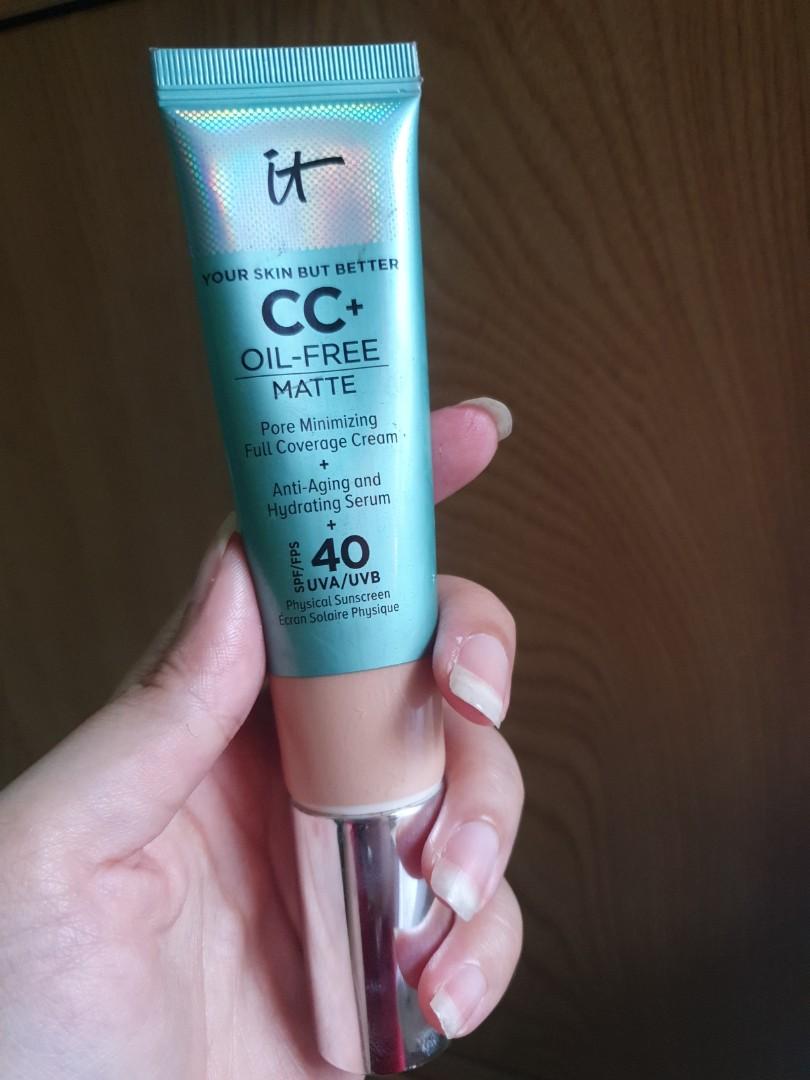 it
YOUR SKIN BUT BETTER
CC+
OIL-FREE
MATTE
Pore Minimizing
Full Coverage Cream
+
Anti-Aging and
Hydrating Serum
+
SPF/FPS 40
UVA/UVB
Physical Sunscreen
Écran Solaire Physique